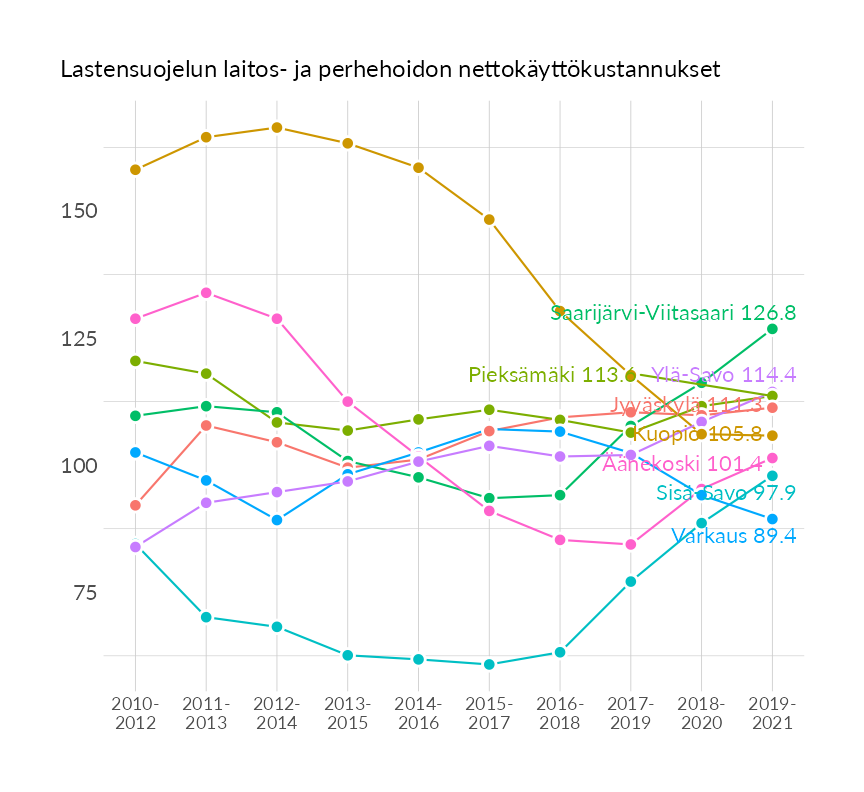 Lastensuojelun laitos- ja perhehoidon nettokäyttökustannukset
150
125
100
75
Saarijärvi-Viitasaari 126.8
Pieksämäki 113.6
Ylä-Savo 114.4
Jyväskylä 111.3
Kuopio 105.8
Äänekoski 101.4
Sisä-Savo 97.9
Varkaus 89.4
2010-
2012
2011-
2013
2012-
2014
2013-
2015
2014-
2016
2015-
2017
2016-
2018
2017-
2019
2018-
2020
2019-
2021